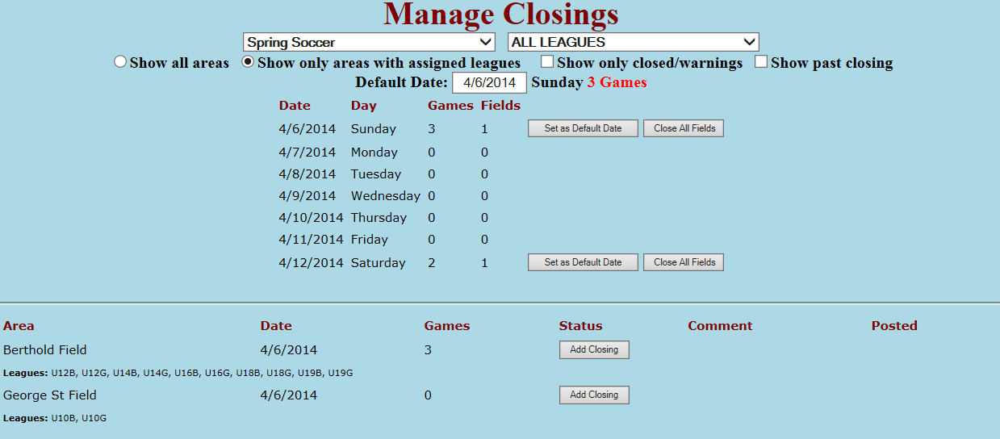 Manage Closings
Spring Soccer ALL LEAGUES
Show all areas Show only areas with assigned leagues Show only closed/warnings Show past closing
Default Date: 4/6/2014 Sunday 3 Games
Date Day Games Fields
4/6/2014 Sunday 3 1 Set as Default Date Close All Fields
4/7/2014 Monday 0 0
4/8/2014 Tuesday 0 0
4/9/2014 Wednesday 0 0
4/10/2014 Thursday 0 0
4/11/2014 Friday 0 0
4/12/2014 Saturday 2 1 Set as Default Date Close All Fields
Area Date Games Status Comment Posted
Berthold Field 4/6/2014 3 Add Closing
Leagues: U12B, U12G, U14B, U14G, U16B, U16G, U18B, U18G, U19B, U19G
George St Field 4/6/2014 0 Add Closing
Leagues: U10B, U10G